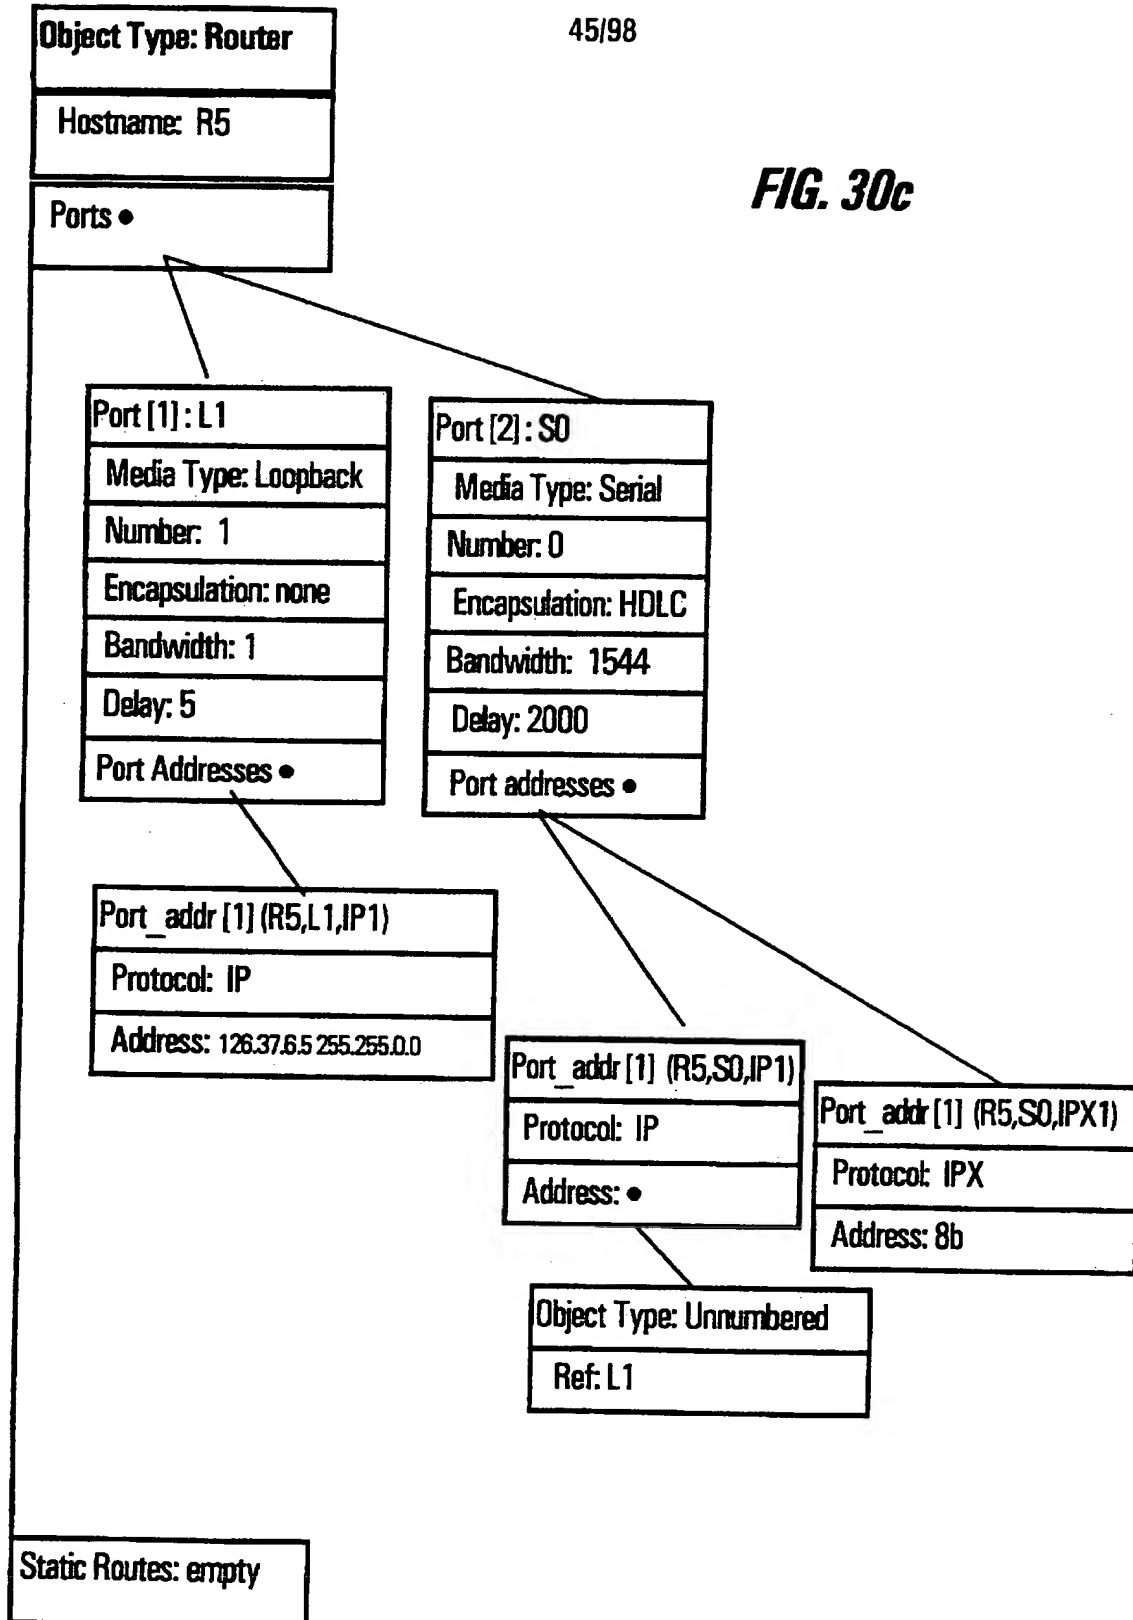 45/98
Object Type: Router
Hostname: R5
Ports •
FIG. 30c
Port [1] : L1
Media Type: Loopback
Number: 1
Encapsulation: none
Bandwidth: 1
Delay: 5
Port Addresses •
Port [2] : S0
Media Type: Serial
Number: 0
Encapsulation: HDLC
Bandwidth: 1544
Delay: 2000
Port addresses •
Port_addr [1] (R5,L1,IP1)
Protocol: IP
Address: 126.37.6.5 255.255.0.0
Port_addr [1] (R5,S0,IP1)
Protocol: IP
Address: •
Port_addr [1] (R5,S0,IPX1)
Protocol: IPX
Address: 8b
Object Type: Unnumbered
Ref: L1
Static Routes: empty